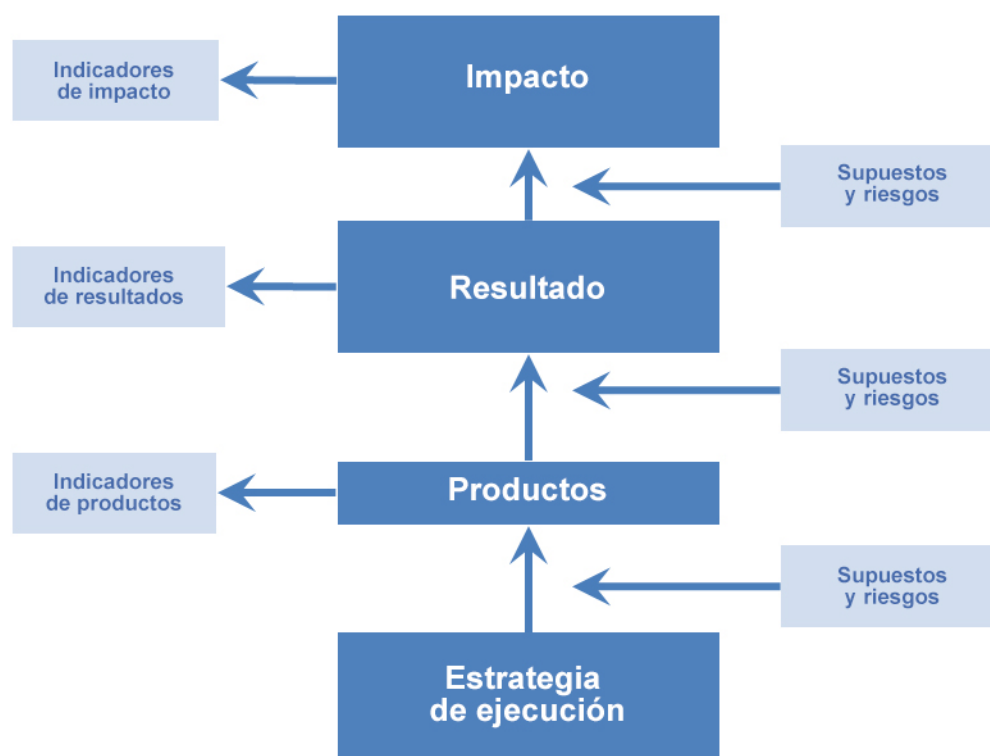 Impacto
Indicadores
de impacto
Supuestos
y riesgos
Resultado
Indicadores
de resultados
Supuestos
y riesgos
Productos
Indicadores
de productos
Supuestos
y riesgos
Estrategia
de ejecución